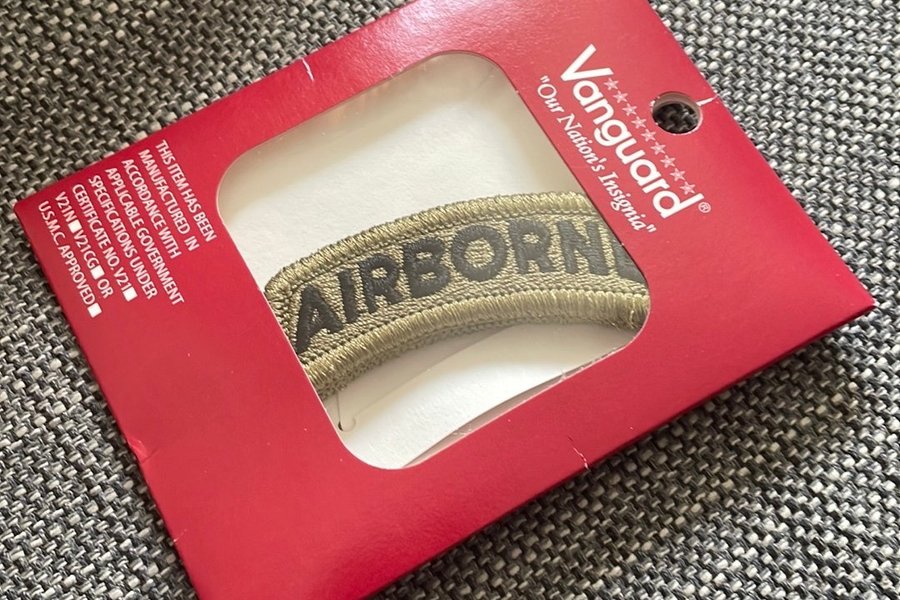 Vanguard®
"Our Nation's Insignia"
AIRBORN
THIS ITEM HAS BEEN
MANUFACTURED IN
ACCORDANCE WITH
APPLICABLE GOVERNMENT
SPECIFICATIONS UNDER
CERTIFICATE NO. V21
V21N V21CG OR
U.S.M.C. APPROVED